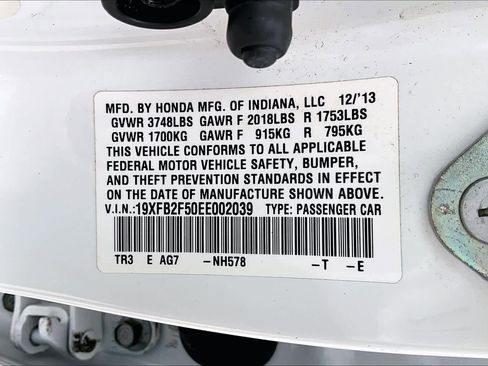 MFD. BY HONDA MFG. OF INDIANA, LLC 12/'13
GVWR 3748LBS GAWR F 2018LBS R 1753LBS
GVWR 1700KG GAWR F 915KG R 795KG
THIS VEHICLE CONFORMS TO ALL APPLICABLE
FEDERAL MOTOR VEHICLE SAFETY, BUMPER,
AND THEFT PREVENTION STANDARDS IN EFFECT
ON THE DATE OF MANUFACTURE SHOWN ABOVE.
V.I.N.:19XFB2F50EE002039 TYPE: PASSENGER CAR
TR3 E AG7 -NH578 -T -E